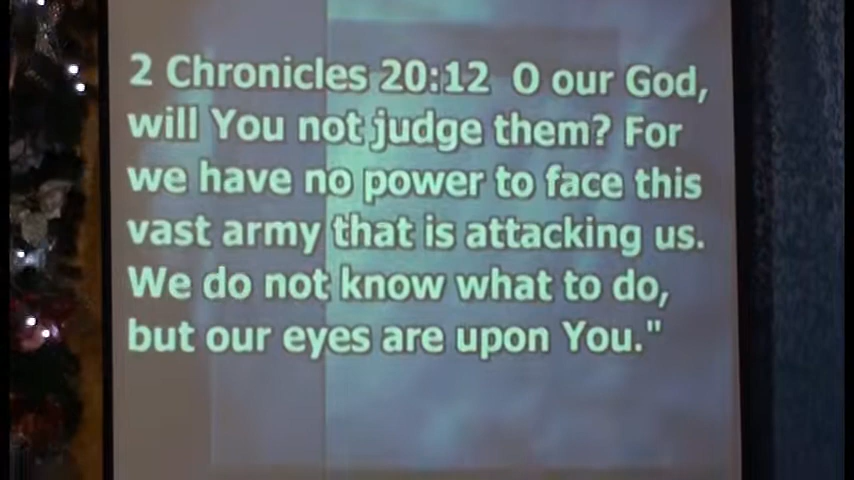 2 Chronicles 20:12 O our God,
will You not judge them? For
we have no power to face this
vast army that is attacking us.
We do not know what to do,
but our eyes are upon You."